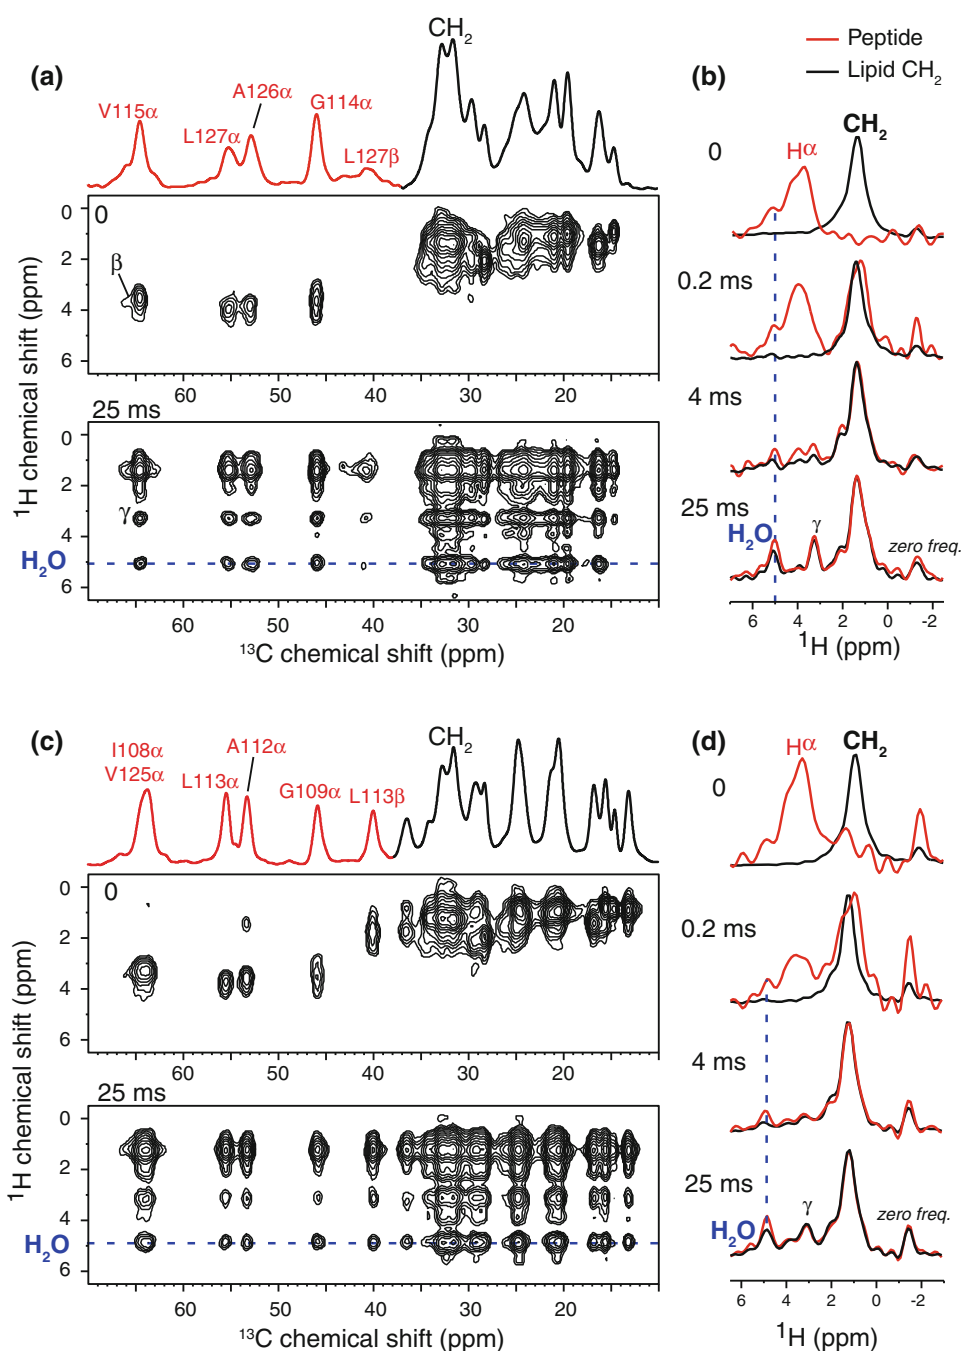 (a)
CH₂
V115α
L127α
A126α
G114α
L127β
0
β
0
2
4
6
60 50 40 30 20
25 ms
γ
H₂O
0
2
4
6
60 50 40 30 20
¹H chemical shift (ppm)
¹³C chemical shift (ppm)
Peptide
Lipid CH₂
(b)
0
Hα
CH₂
0.2 ms
4 ms
25 ms
H₂O
γ
zero freq.
6 4 2 0 -2
¹H (ppm)
(c)
CH₂
I108α
V125α
L113α
A112α
G109α
L113β
0
0
2
4
6
60 50 40 30 20
25 ms
H₂O
0
2
4
6
60 50 40 30 20
¹H chemical shift (ppm)
¹³C chemical shift (ppm)
(d)
0
Hα
CH₂
0.2 ms
4 ms
25 ms
H₂O
γ
zero freq.
6 4 2 0 -2
¹H (ppm)